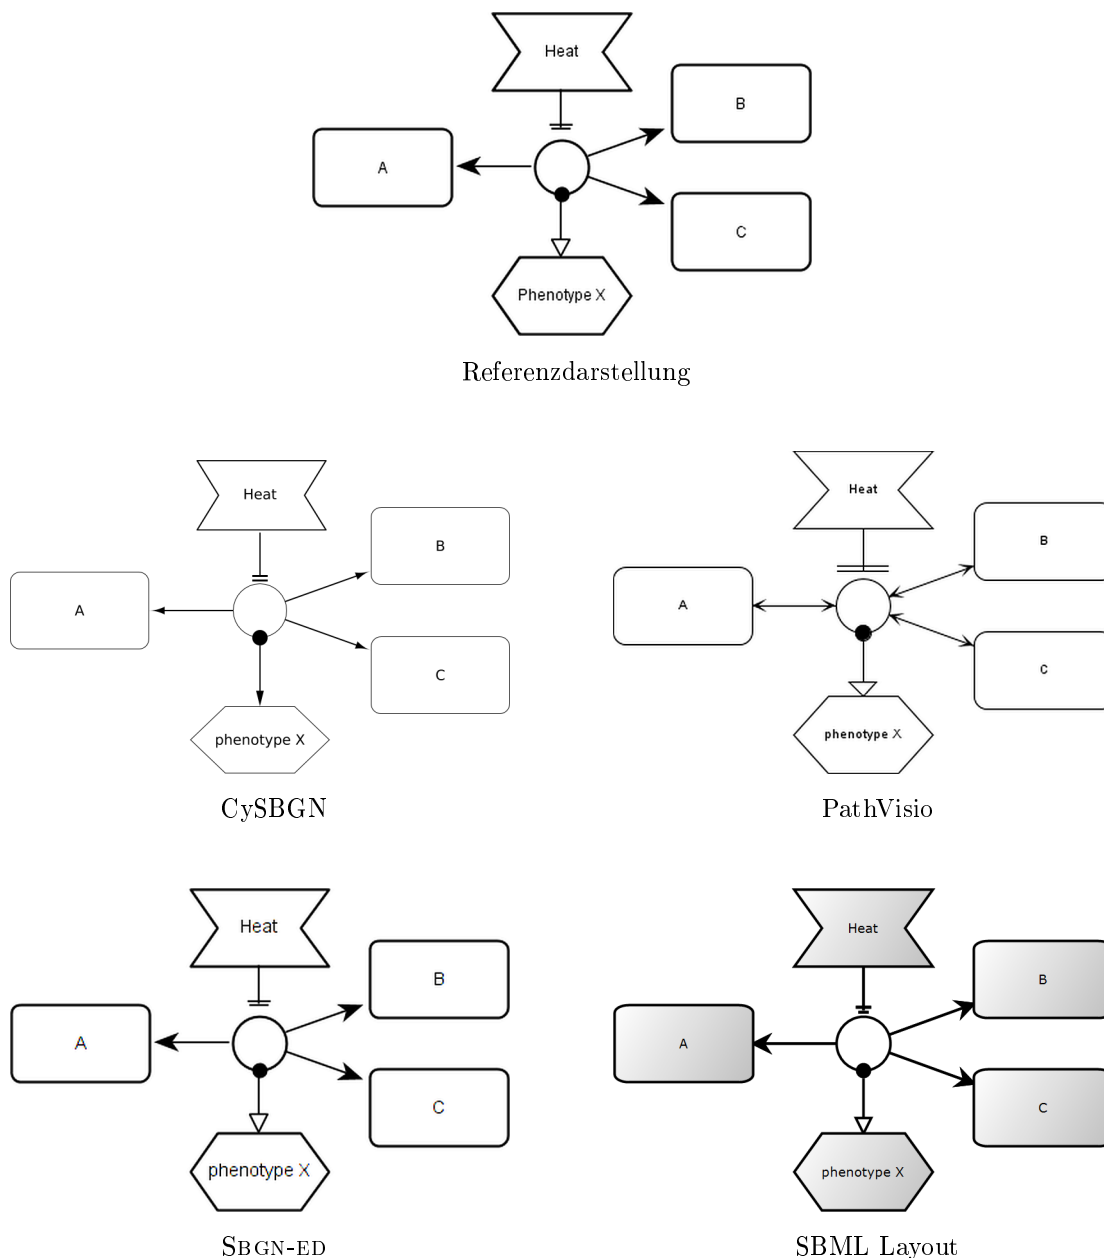 Heat
B
A
C
Phenotype X
Referenzdarstellung
Heat
B
A
C
phenotype X
CySBGN
Heat
B
A
C
phenotype X
PathVisio
Heat
B
A
C
phenotype X
SBGN-ED
Heat
B
A
C
phenotype X
SBML Layout